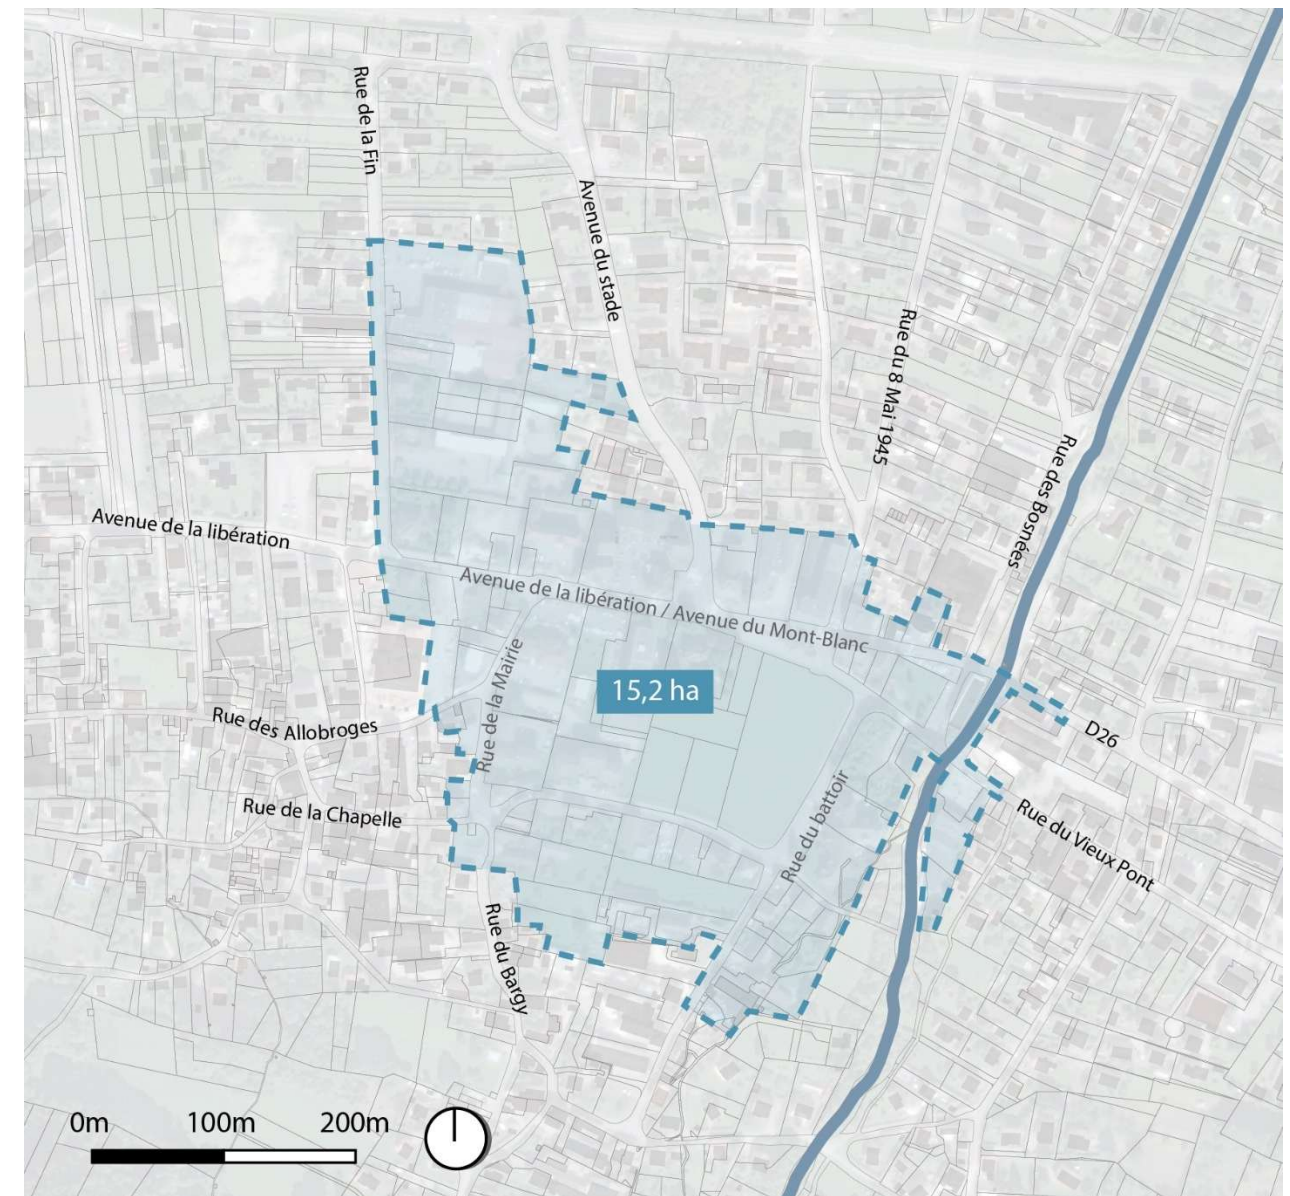 Rue de la Fin
Avenue du stade
Rue du 8 Mai 1945
Rue des Bosnées
Avenue de la libération
Avenue de la libération / Avenue du Mont-Blanc
Rue de la Mairie
15,2 ha
Rue des Allobroges
D26
Rue de la Chapelle
Rue du battoir
Rue du Vieux Pont
Rue du Bargy
0m 100m 200m